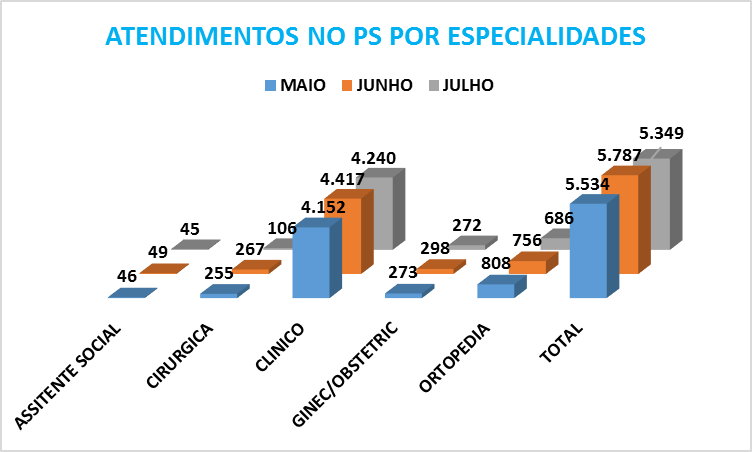 ATENDIMENTOS NO PS POR ESPECIALIDADES
MAIO JUNHO JULHO
46 49 45
255 267 106
4.152 4.417 4.240
273 298 272
808 756 686
5.534 5.787 5.349
ASSITENTE SOCIAL
CIRURGICA
CLINICO
GINEC/OBSTETRIC
ORTOPEDIA
TOTAL